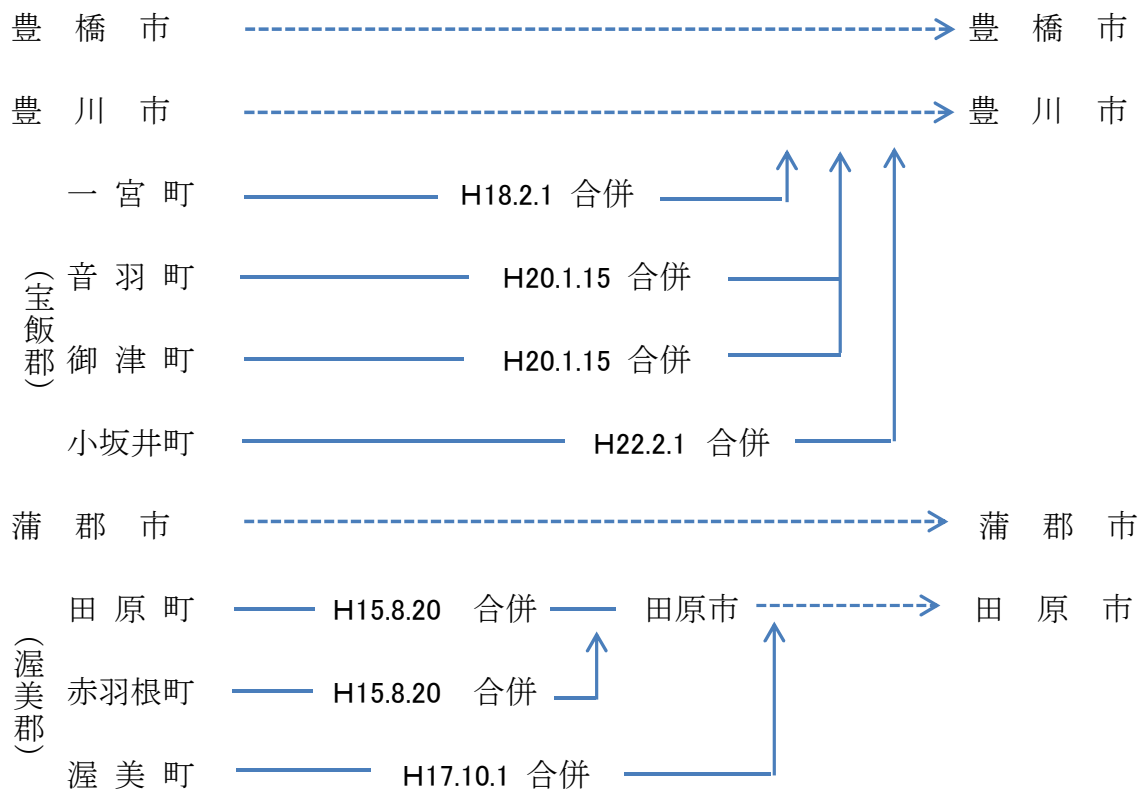 豊橋市 豊橋市
豊川市 豊川市
一宮町 H18.2.1 合併
(宝飯郡)
音羽町 H20.1.15 合併
御津町 H20.1.15 合併
小坂井町 H22.2.1 合併
蒲郡市 蒲郡市
田原町 H15.8.20 合併 田原市 田原市
(渥美郡)
赤羽根町 H15.8.20 合併
渥美町 H17.10.1 合併